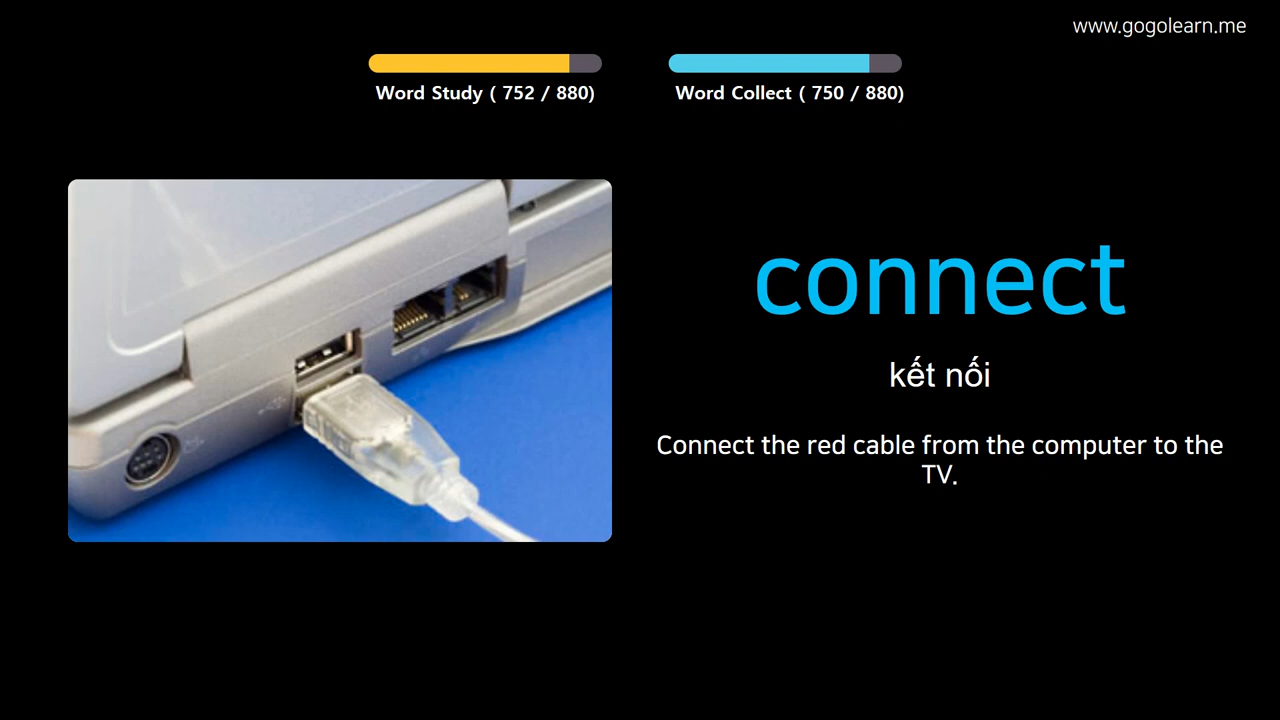 www.gogolearn.me
Word Study ( 752 / 880)
Word Collect ( 750 / 880)
connect
kết nối
Connect the red cable from the computer to the
TV.